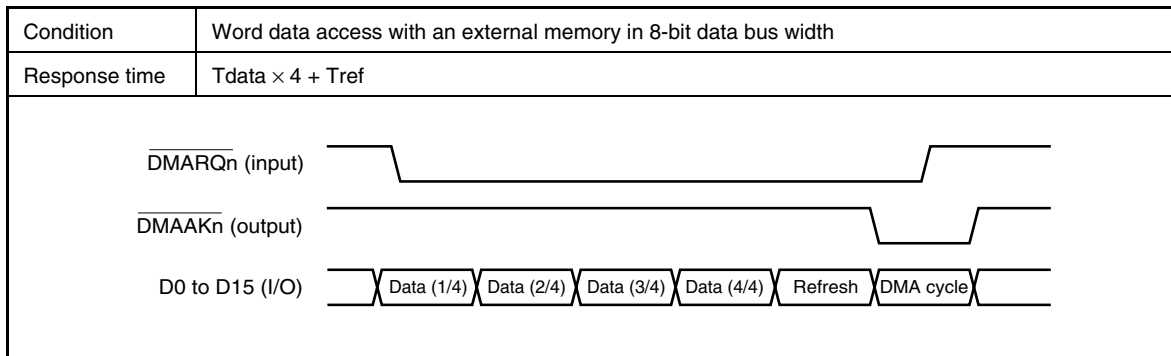 Condition Word data access with an external memory in 8-bit data bus width
Response time Tdata × 4 + Tref
DMARQn (input)
DMAAKn (output)
D0 to D15 (I/O) Data (1/4) Data (2/4) Data (3/4) Data (4/4) Refresh DMA cycle